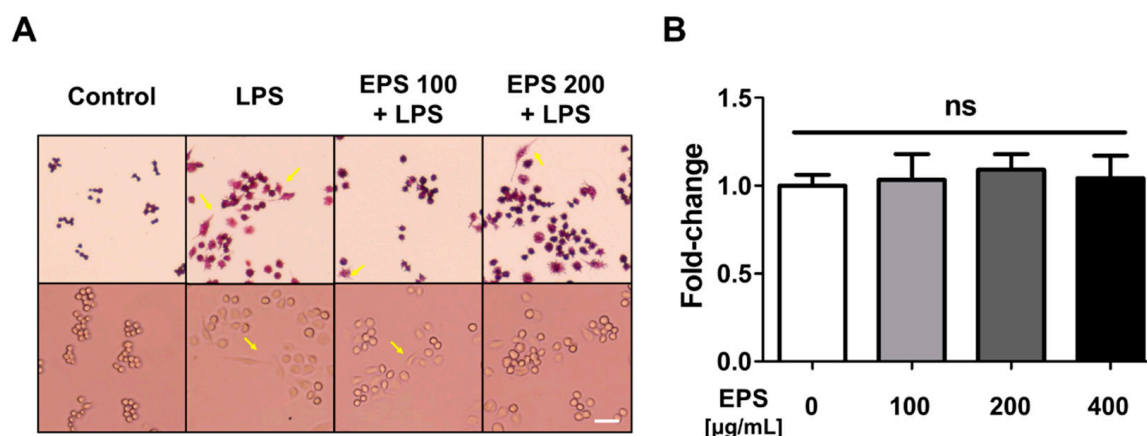 A
Control
LPS
EPS 100
+ LPS
EPS 200
+ LPS
B
Fold-change
1.5
1.0
0.5
0.0
ns
EPS
[µg/mL]
0 100 200 400